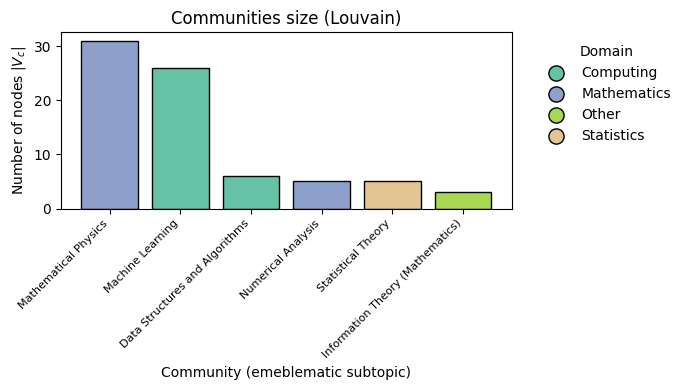 Communities size (Louvain)
Number of nodes |V_c|
30
20
10
0
Mathematical Physics
Machine Learning
Data Structures and Algorithms
Numerical Analysis
Statistical Theory
Information Theory (Mathematics)
Community (emeblematic subtopic)
Domain
Computing
Mathematics
Other
Statistics